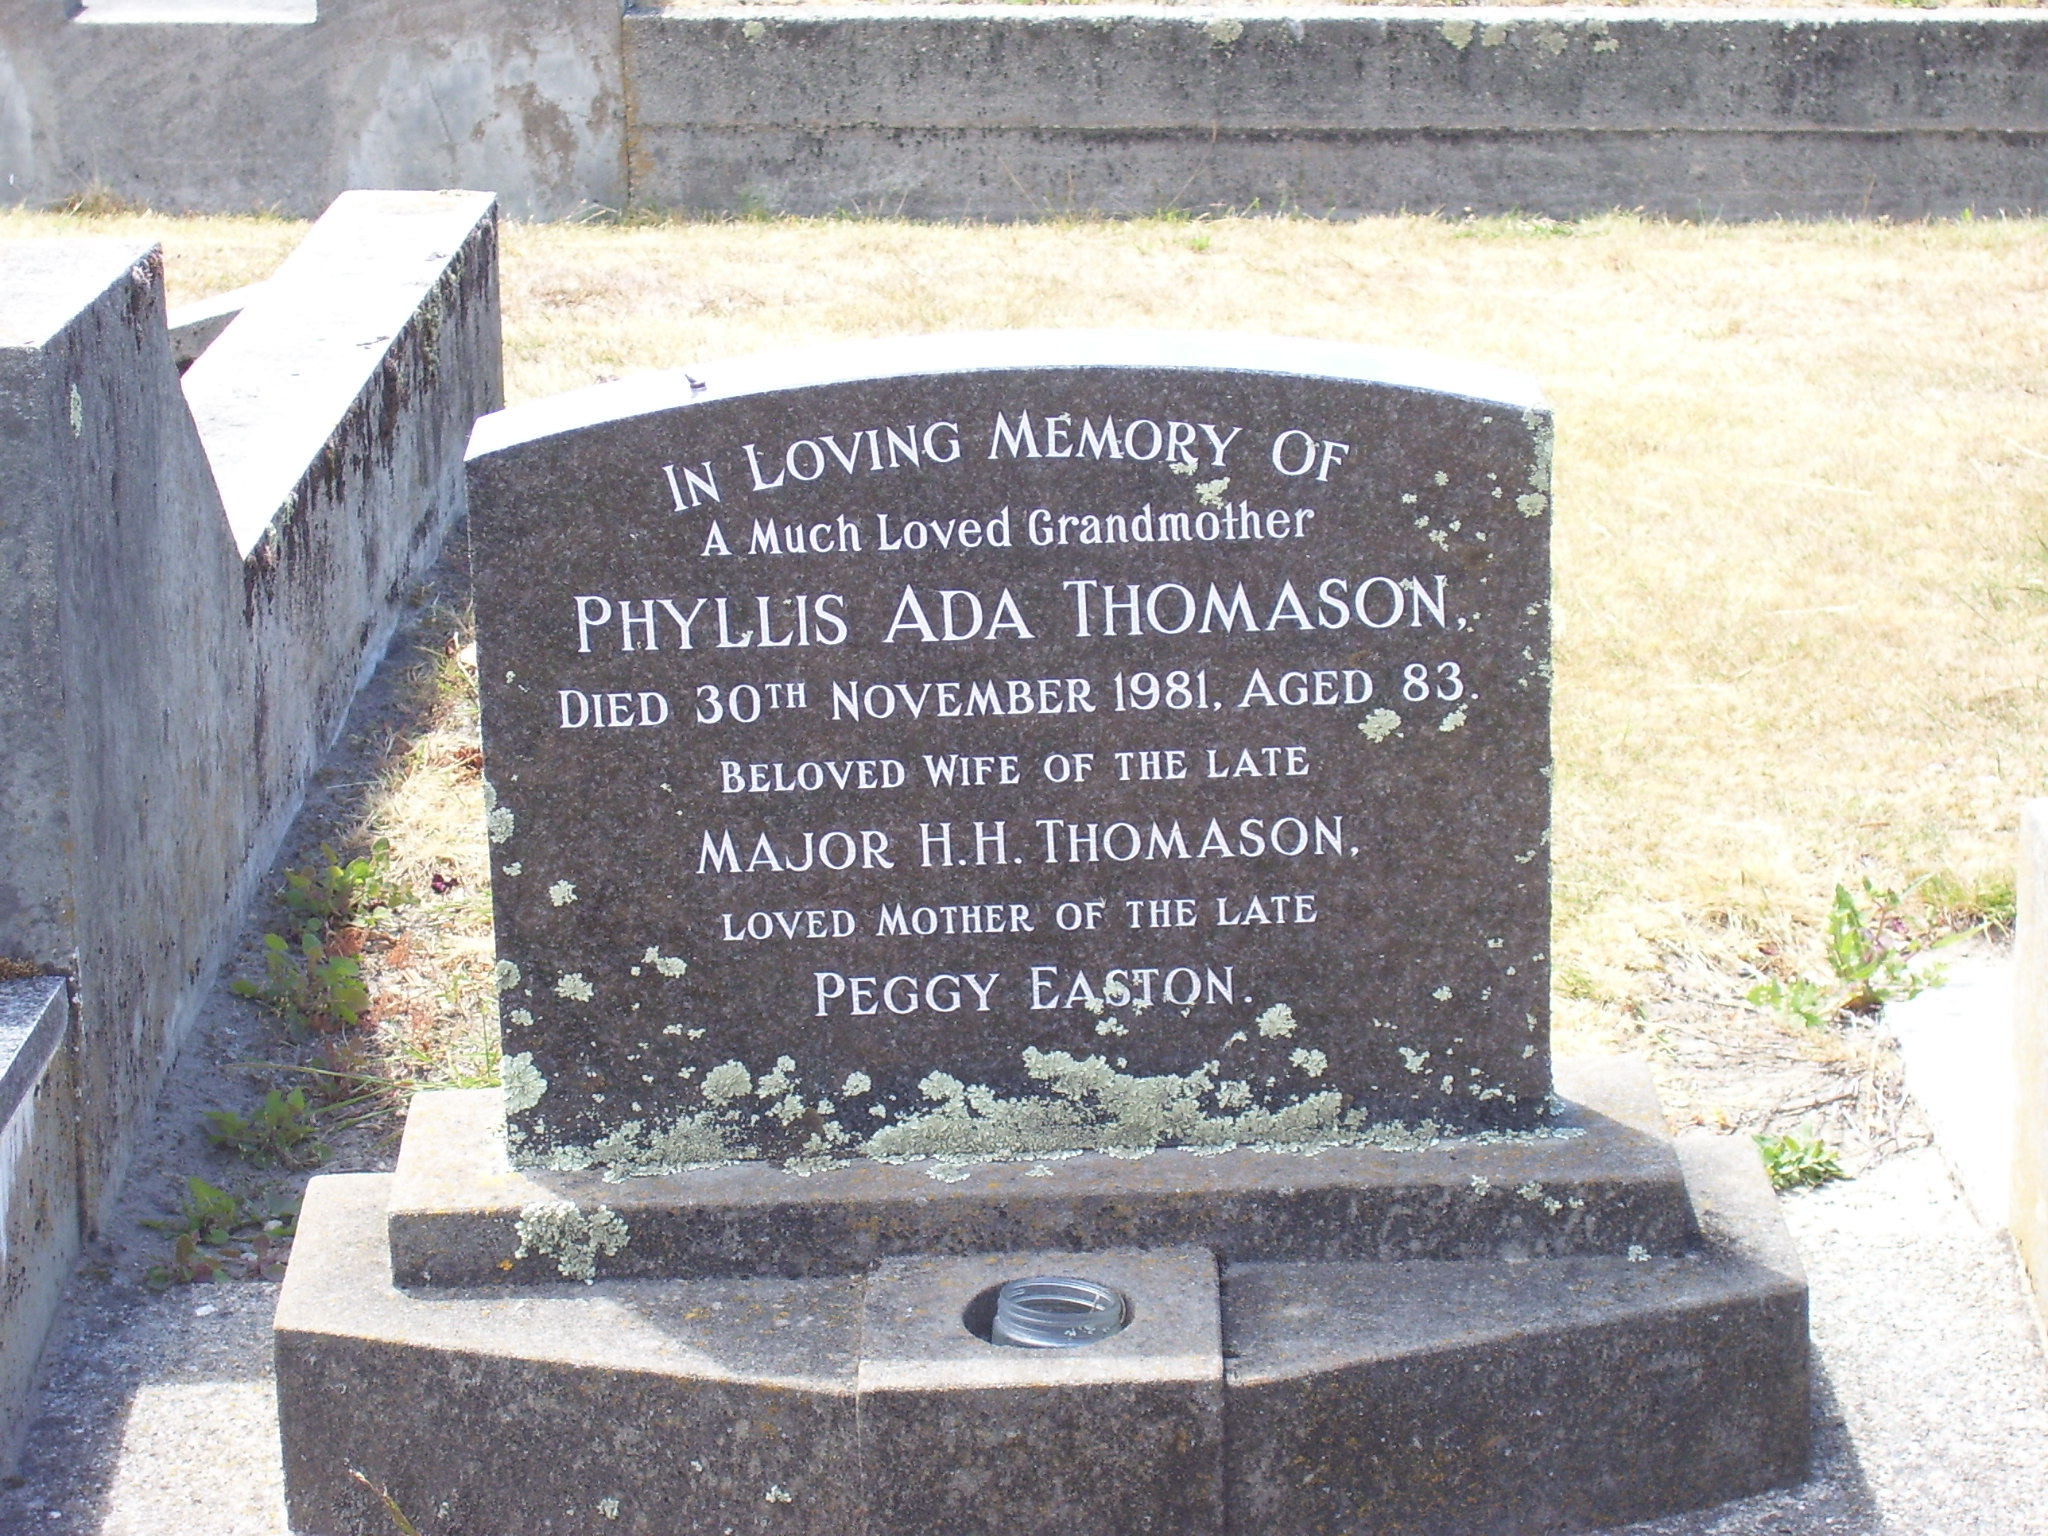 In Loving Memory Of
A Much Loved Grandmother
Phyllis Ada Thomason,
Died 30th November 1981, aged 83.
Beloved Wife of the late
Major H.H. Thomason,
loved Mother of the late
Peggy Easton.